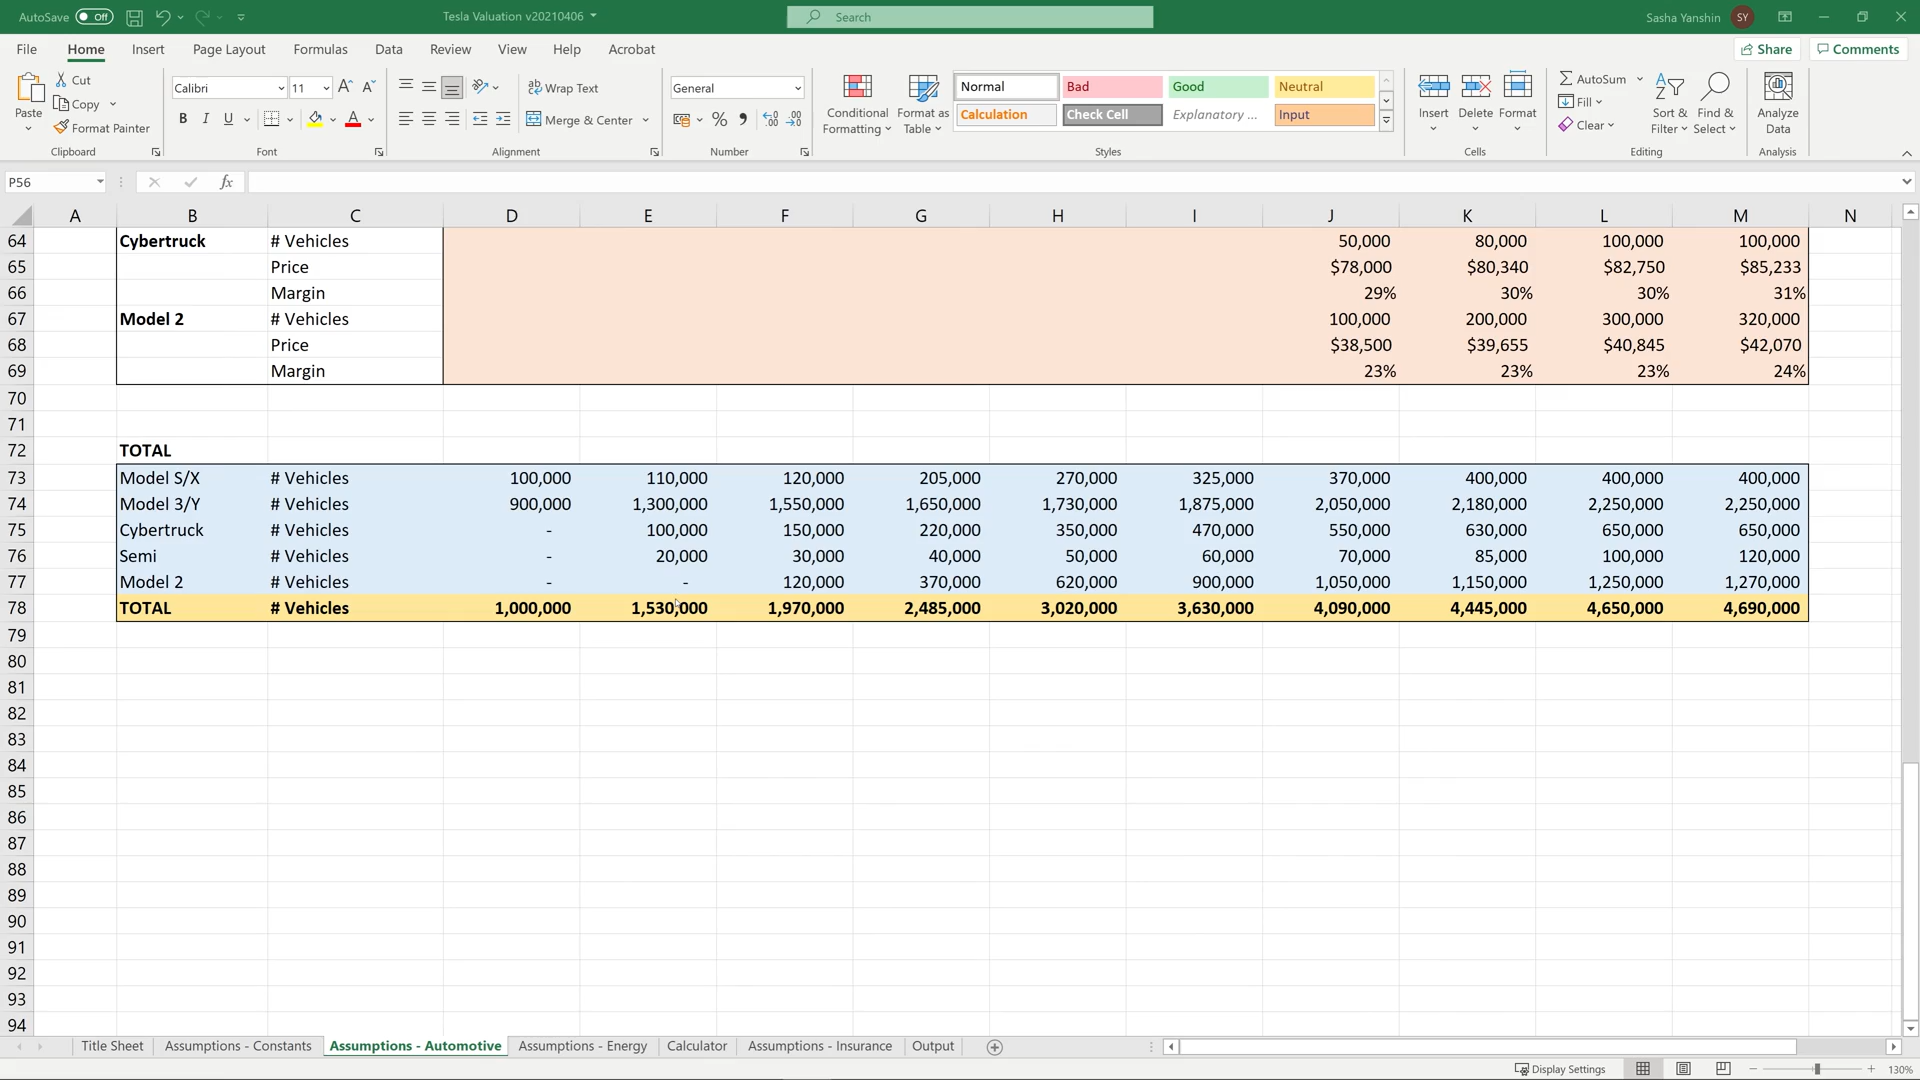 AutoSave Off Tesla Valuation v20210406 Search Sasha Yanshin SY
File Home Insert Page Layout Formulas Data Review View Help Acrobat Share Comments
Paste Cut Copy Format Painter Clipboard
Calibri 11 B I U A Font
Wrap Text Merge & Center Alignment
General % Number
Conditional Formatting Format as Table
Normal Bad Good Neutral
Calculation Check Cell Explanatory ... Input
Styles
Insert Delete Format Cells
AutoSum Fill Clear Sort & Filter Find & Select Editing
Analyze Data Analysis
P56 fx
A B C D E F G H I J K L M N
64 Cybertruck # Vehicles 50,000 80,000 100,000 100,000
65 Price $78,000 $80,340 $82,750 $85,233
66 Margin 29% 30% 30% 31%
67 Model 2 # Vehicles 100,000 200,000 300,000 320,000
68 Price $38,500 $39,655 $40,845 $42,070
69 Margin 23% 23% 23% 24%
70
71
72 TOTAL
73 Model S/X # Vehicles 100,000 110,000 120,000 205,000 270,000 325,000 370,000 400,000 400,000 400,000
74 Model 3/Y # Vehicles 900,000 1,300,000 1,550,000 1,650,000 1,730,000 1,875,000 2,050,000 2,180,000 2,250,000 2,250,000
75 Cybertruck # Vehicles - 100,000 150,000 220,000 350,000 470,000 550,000 630,000 650,000 650,000
76 Semi # Vehicles - 20,000 30,000 40,000 50,000 60,000 70,000 85,000 100,000 120,000
77 Model 2 # Vehicles - - 120,000 370,000 620,000 900,000 1,050,000 1,150,000 1,250,000 1,270,000
78 TOTAL # Vehicles 1,000,000 1,530,000 1,970,000 2,485,000 3,020,000 3,630,000 4,090,000 4,445,000 4,650,000 4,690,000
79
80
81
82
83
84
85
86
87
88
89
90
91
92
93
94
Title Sheet Assumptions - Constants Assumptions - Automotive Assumptions - Energy Calculator Assumptions - Insurance Output
Display Settings 130%